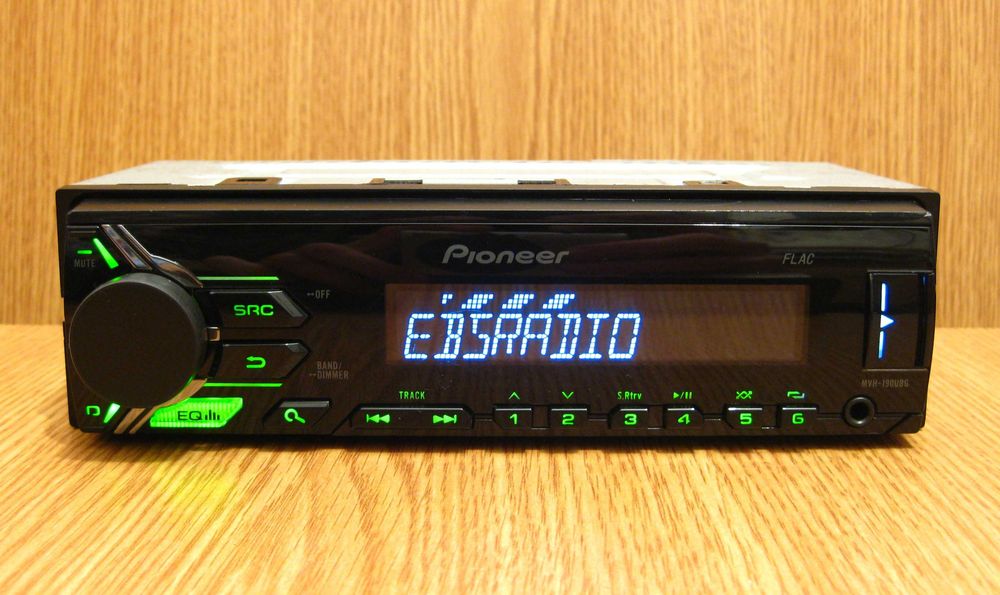 Pioneer
FLAC
MUTE
SRC
OFF
EBSRADIO
BAND/
DIMMER
MVH-190UBG
EQ
TRACK
S.Rtrv
1 2 3 4 5 6